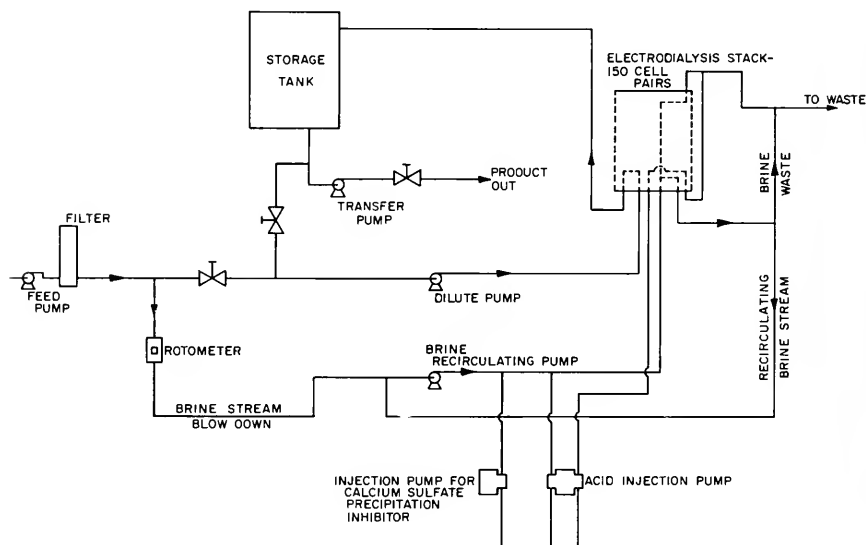 STORAGE
TANK
ELECTRODIALYSIS STACK-
150 CELL
PAIRS
TO WASTE
BRINE
WASTE
PRODUCT
OUT
TRANSFER
PUMP
FILTER
FEED
PUMP
DILUTE PUMP
ROTOMETER
BRINE
RECIRCULATING PUMP
RECIRCULATING
BRINE STREAM
BRINE STREAM
BLOW DOWN
INJECTION PUMP FOR
CALCIUM SULFATE
PRECIPITATION
INHIBITOR
ACID INJECTION PUMP